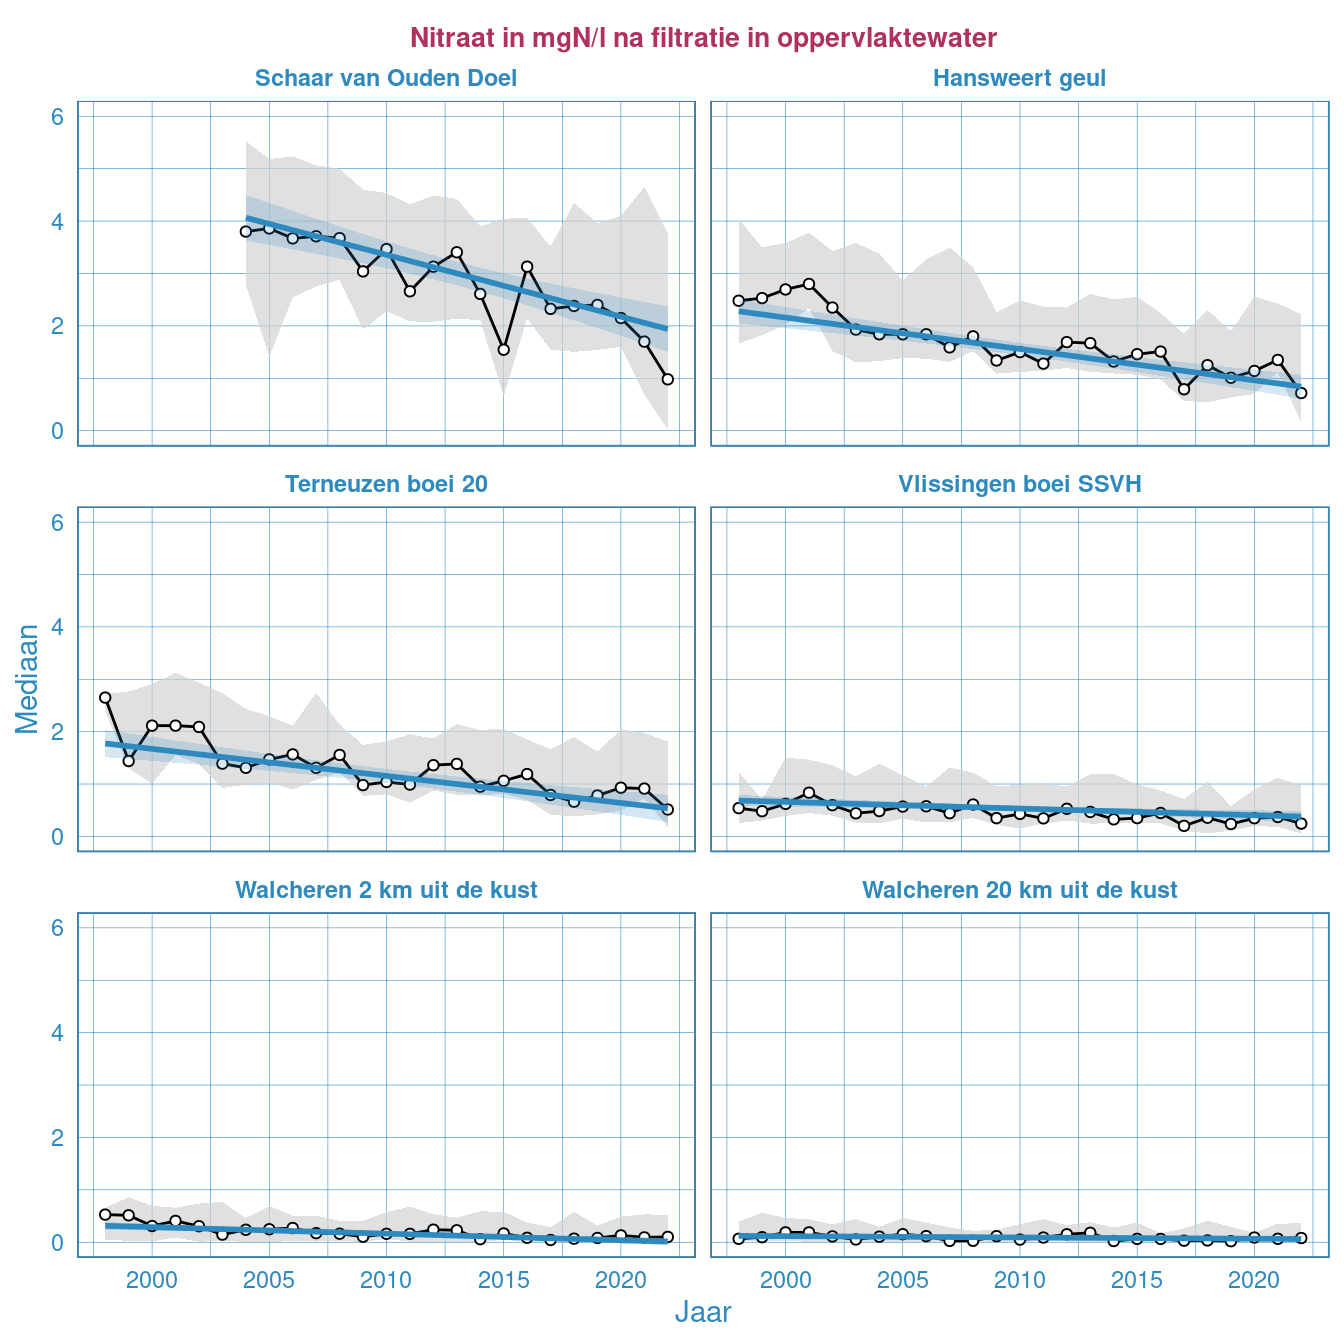 Nitraat in mgN/l na filtratie in oppervlaktewater
Schaar van Ouden Doel
Hansweert geul
6
4
2
0
Terneuzen boei 20
Vlissingen boei SSVH
6
4
2
0
Mediaan
Walcheren 2 km uit de kust
Walcheren 20 km uit de kust
6
4
2
0
2000 2005 2010 2015 2020
2000 2005 2010 2015 2020
Jaar